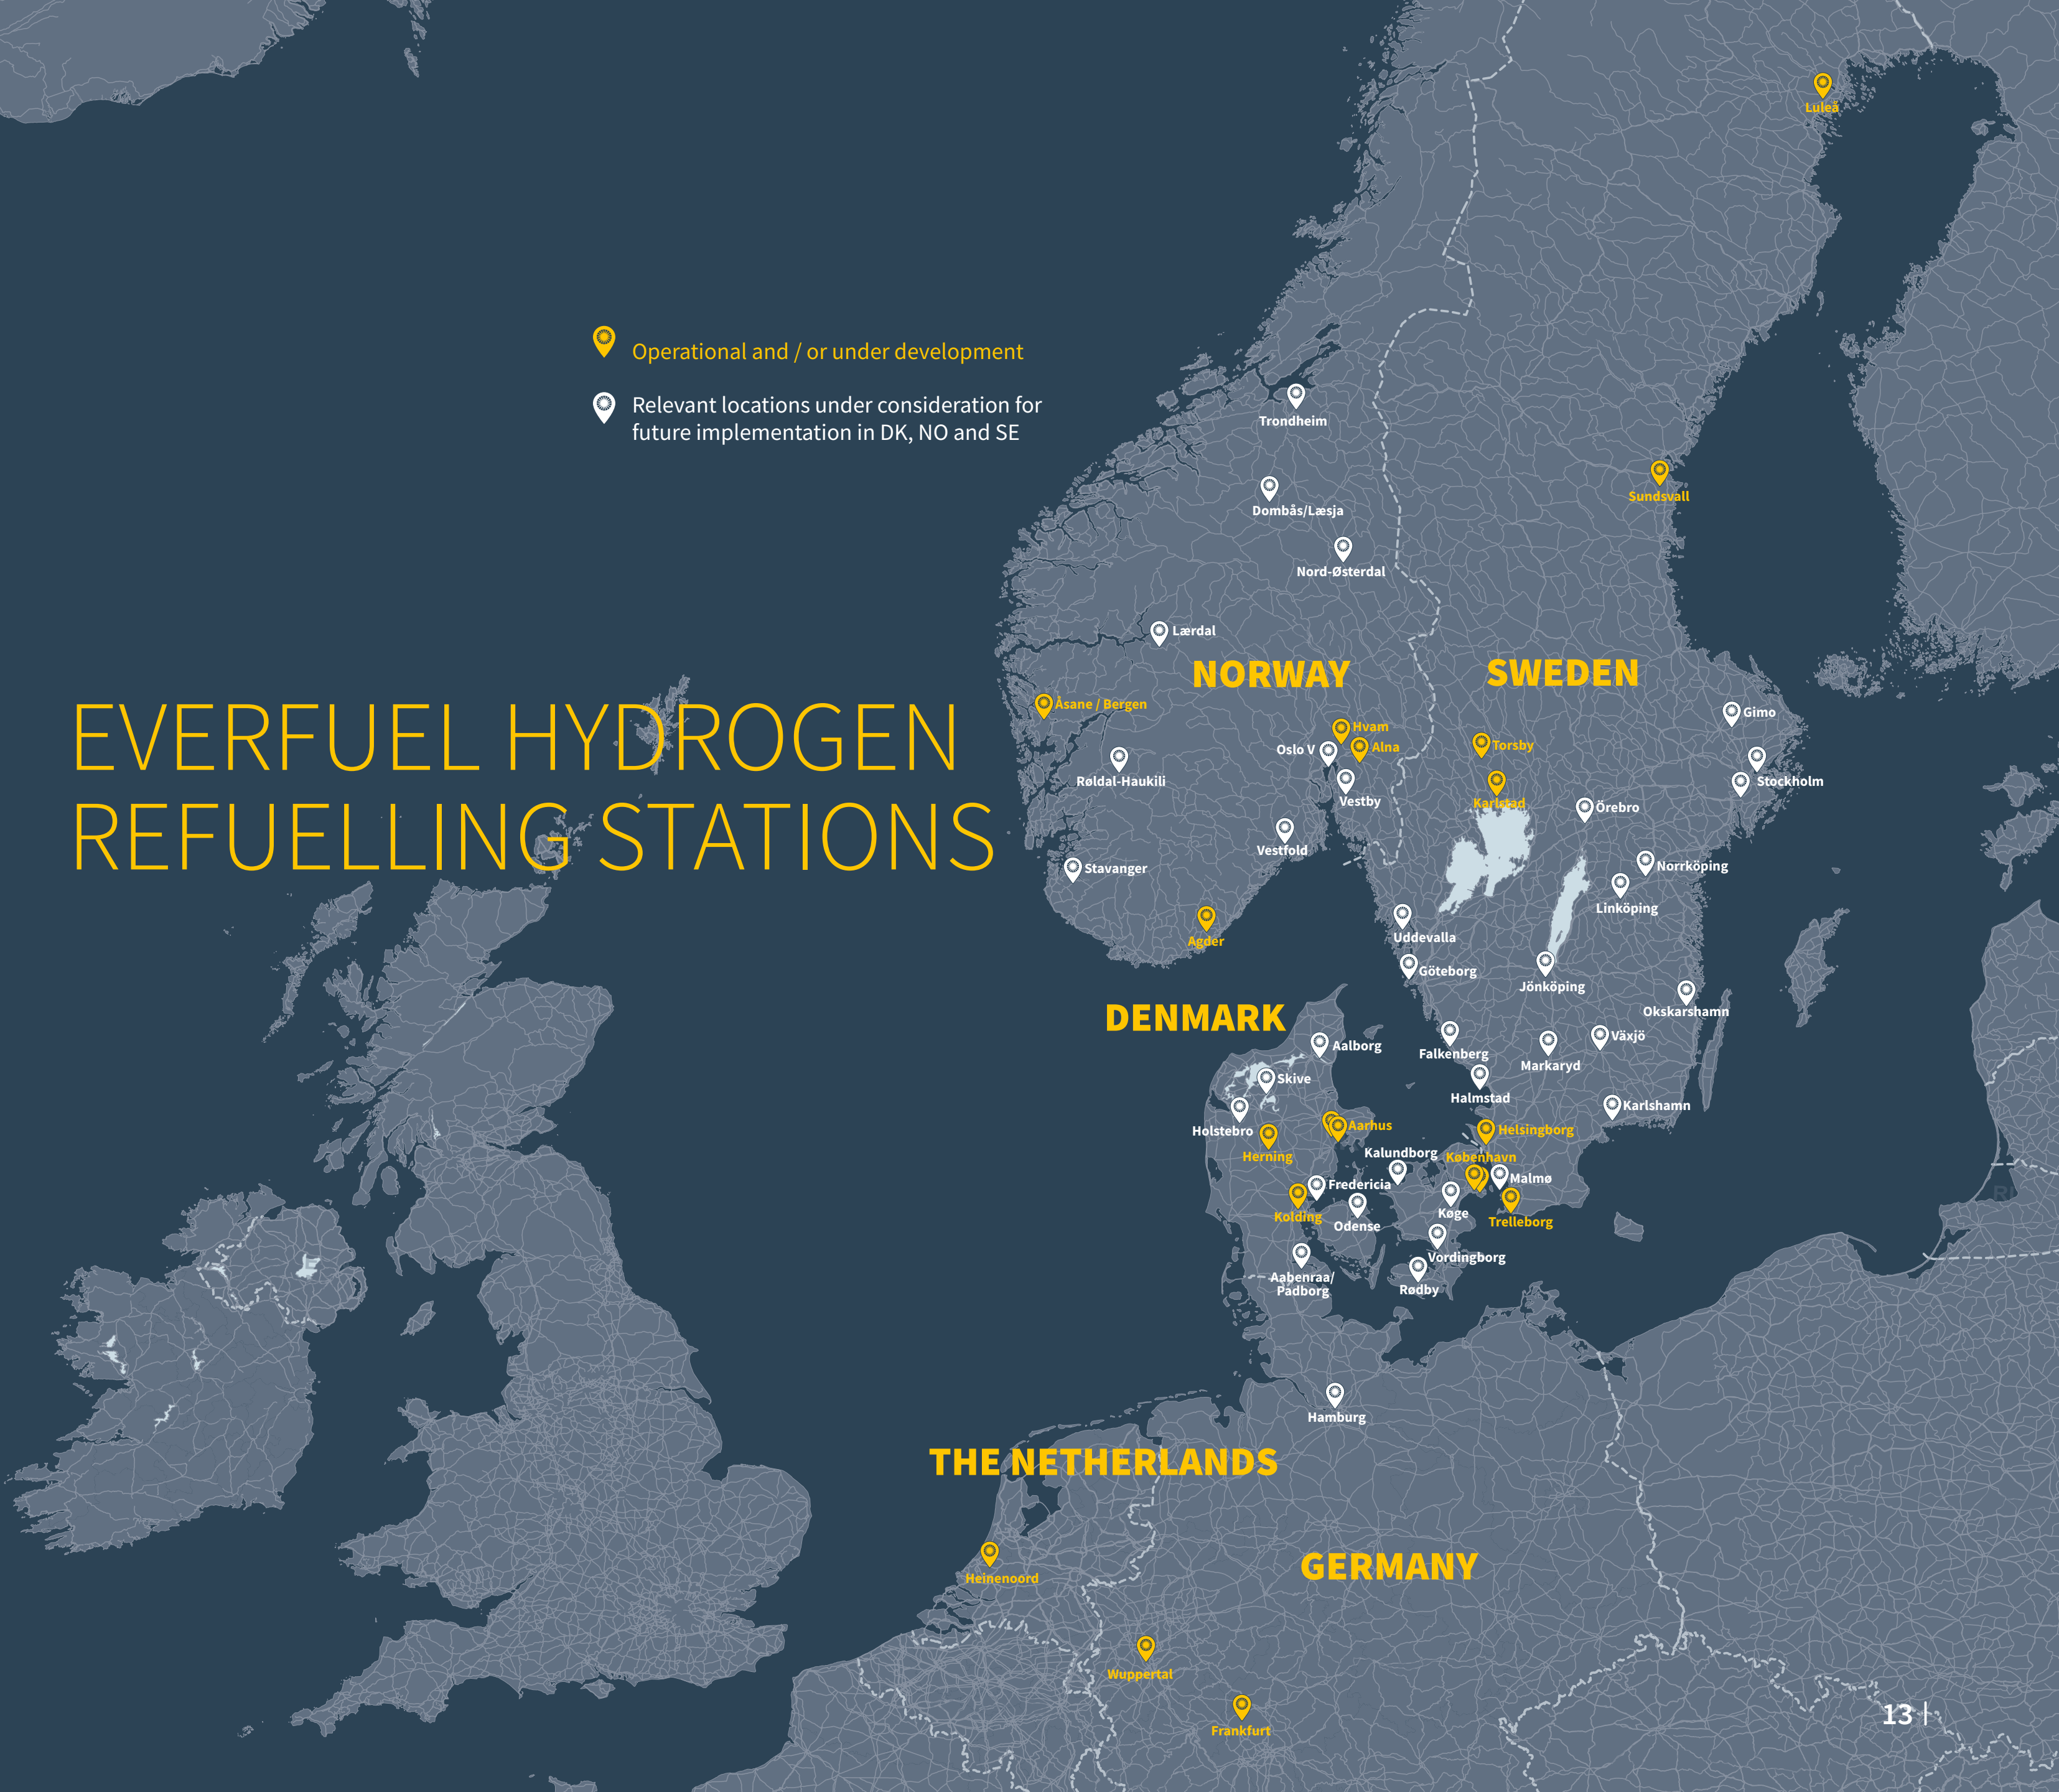 Luleå
Operational and / or under development
Relevant locations under consideration for
future implementation in DK, NO and SE
Trondheim
Sundsvall
Dombås/Læsja
Nord-Østerdal
Lærdal
NORWAY
SWEDEN
EVERFUEL HYDROGEN
REFUELLING STATIONS
Åsane / Bergen
Gimo
Hvam
Alna
Oslo V
Torsby
Røldal-Haukili
Stockholm
Vestby
Karlstad
Örebro
Vestfold
Stavanger
Norrköping
Linköping
Agder
Uddevalla
Göteborg
Jönköping
Okskarshamn
DENMARK
Aalborg
Falkenberg
Växjö
Markaryd
Skive
Halmstad
Karlshamn
Holstebro
Aarhus
Helsingborg
Herning
Kalundborg
København
Malmø
Fredericia
Kolding
Odense
Køge
Trelleborg
Vordingborg
Aabenraa/
Padborg
Rødby
Hamburg
THE NETHERLANDS
GERMANY
Heinenoord
Wuppertal
Frankfurt
13 |